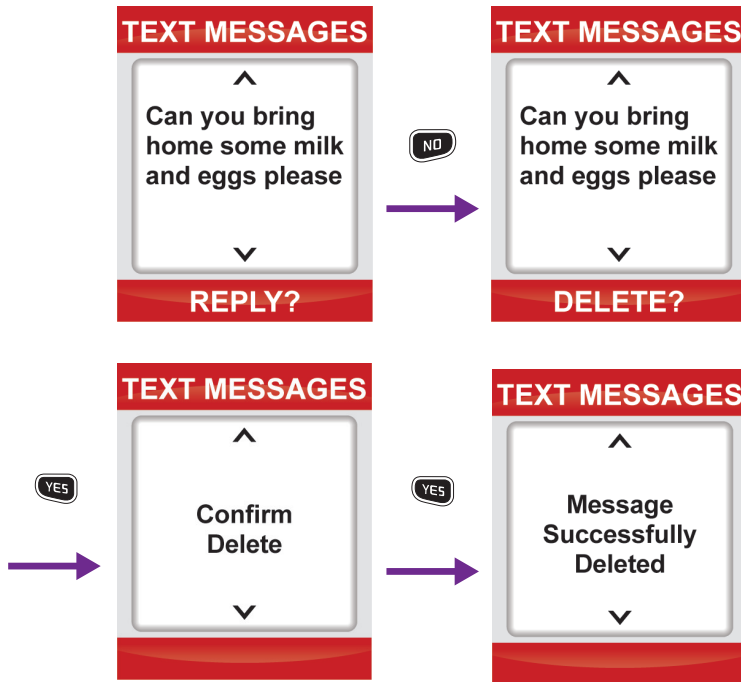 TEXT MESSAGES
Can you bring
home some milk
and eggs please
REPLY?
NO
TEXT MESSAGES
Can you bring
home some milk
and eggs please
DELETE?
YES
TEXT MESSAGES
Confirm
Delete
YES
TEXT MESSAGES
Message
Successfully
Deleted